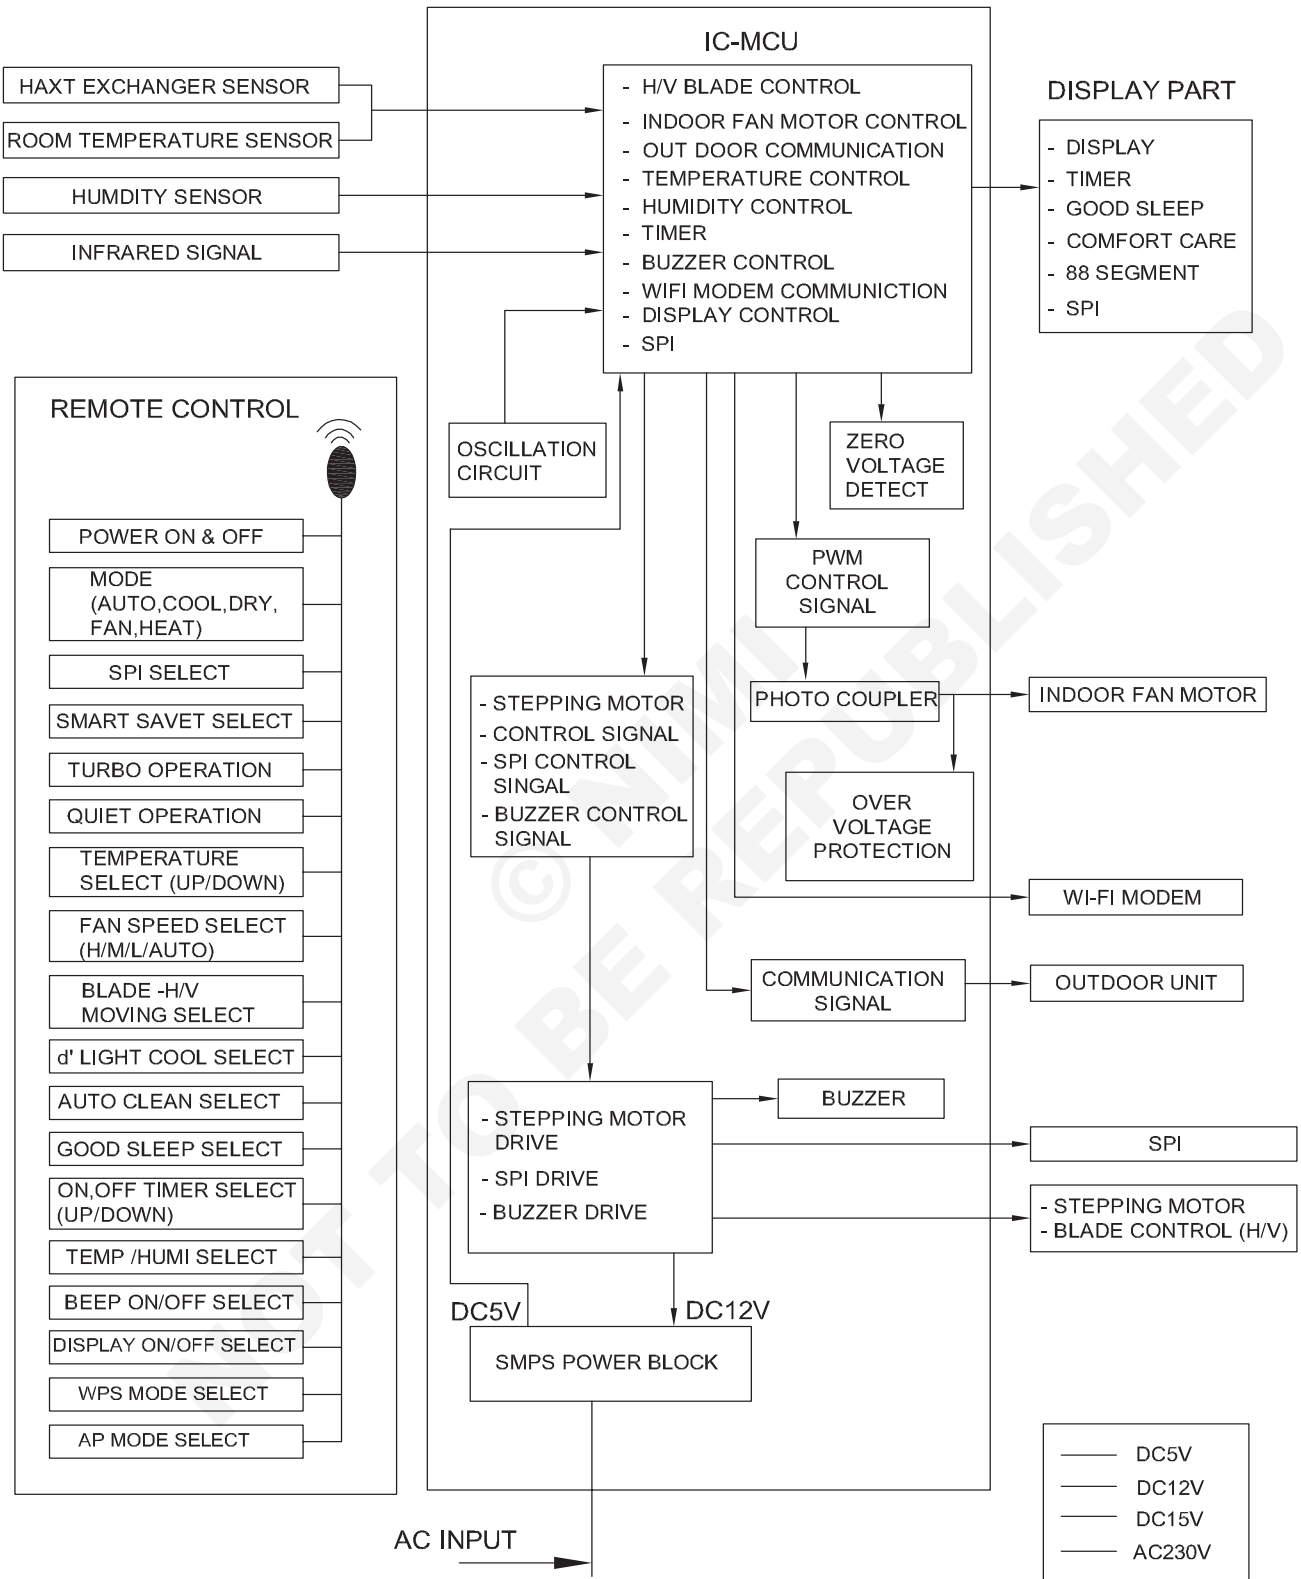 IC-MCU
HAXT EXCHANGER SENSOR
ROOM TEMPERATURE SENSOR
HUMDITY SENSOR
INFRARED SIGNAL
- H/V BLADE CONTROL
- INDOOR FAN MOTOR CONTROL
- OUT DOOR COMMUNICATION
- TEMPERATURE CONTROL
- HUMIDITY CONTROL
- TIMER
- BUZZER CONTROL
- WIFI MODEM COMMUNICTION
- DISPLAY CONTROL
- SPI
DISPLAY PART
- DISPLAY
- TIMER
- GOOD SLEEP
- COMFORT CARE
- 88 SEGMENT
- SPI
REMOTE CONTROL
POWER ON & OFF
MODE
(AUTO,COOL,DRY,
FAN,HEAT)
SPI SELECT
SMART SAVET SELECT
TURBO OPERATION
QUIET OPERATION
TEMPERATURE
SELECT (UP/DOWN)
FAN SPEED SELECT
(H/M/L/AUTO)
BLADE -H/V
MOVING SELECT
d' LIGHT COOL SELECT
AUTO CLEAN SELECT
GOOD SLEEP SELECT
ON,OFF TIMER SELECT
(UP/DOWN)
TEMP /HUMI SELECT
BEEP ON/OFF SELECT
DISPLAY ON/OFF SELECT
WPS MODE SELECT
AP MODE SELECT
OSCILLATION
CIRCUIT
ZERO
VOLTAGE
DETECT
PWM
CONTROL
SIGNAL
PHOTO COUPLER
INDOOR FAN MOTOR
OVER
VOLTAGE
PROTECTION
- STEPPING MOTOR
- CONTROL SIGNAL
- SPI CONTROL
SINGAL
- BUZZER CONTROL
SIGNAL
WI-FI MODEM
COMMUNICATION
SIGNAL
OUTDOOR UNIT
- STEPPING MOTOR
DRIVE
- SPI DRIVE
- BUZZER DRIVE
BUZZER
SPI
- STEPPING MOTOR
- BLADE CONTROL (H/V)
DC5V
DC12V
SMPS POWER BLOCK
AC INPUT
DC5V
DC12V
DC15V
AC230V
© NIMI
NOT TO BE REPUBLISHED